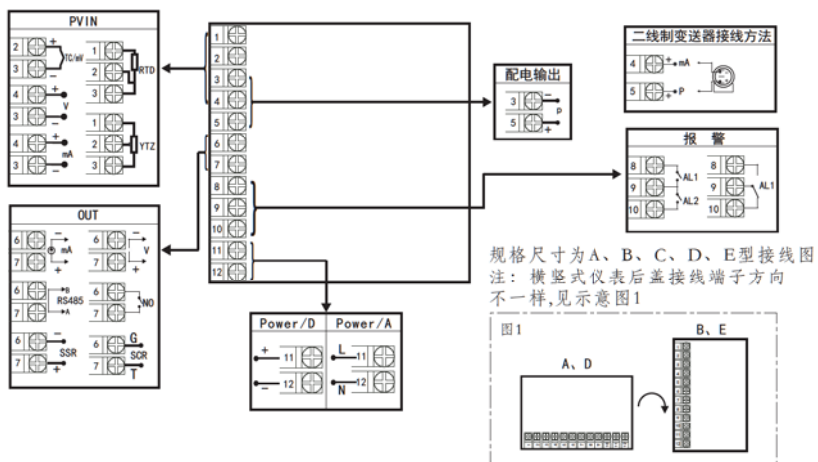 PVIN
2 + TC/mV
3 −
4 + V
3 −
4 + mA
3 −
1 RTD
2
3
1 YTZ
2
3
OUT
6 − mA
7 +
6 − V
7 +
6 B RS485
7 A
6 NO
7
6 − SSR
7 +
6 G SCR
7 T
1
2
3
4
5
6
7
8
9
10
11
12
Power/D Power/A
+ 11 L 11
− 12 N 12
配电输出
3 − P
5 +
二线制变送器接线方法
4 + mA
5 + P
报 警
8 AL1
9 AL2
10
8 AL1
9
10
规格尺寸为A、B、C、D、E型接线图
注：横竖式仪表后盖接线端子方向
不一样,见示意图1
图1
A、D
B、E